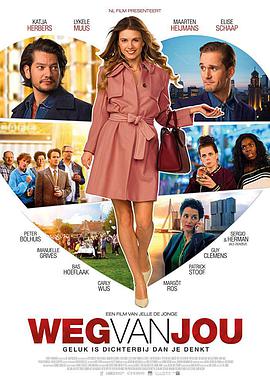 NL FILM PRESENTEERT
KATJA HERBERS
LYKELE MUUS
MAARTEN HEIJMANS
ELISE SCHAAP
PETER BOLHUIS
IMANUELLE GRIVES
BAS HOEFLAAK
CARLY WIJS
MARGÔT ROS
PATRICK STOOF
GUY CLEMENS
SERGIO & HERMAN
EEN FILM VAN JELLE DE JONGE
WEG VAN JOU
GELUK IS DICHTERBIJ DAN JE DENKT